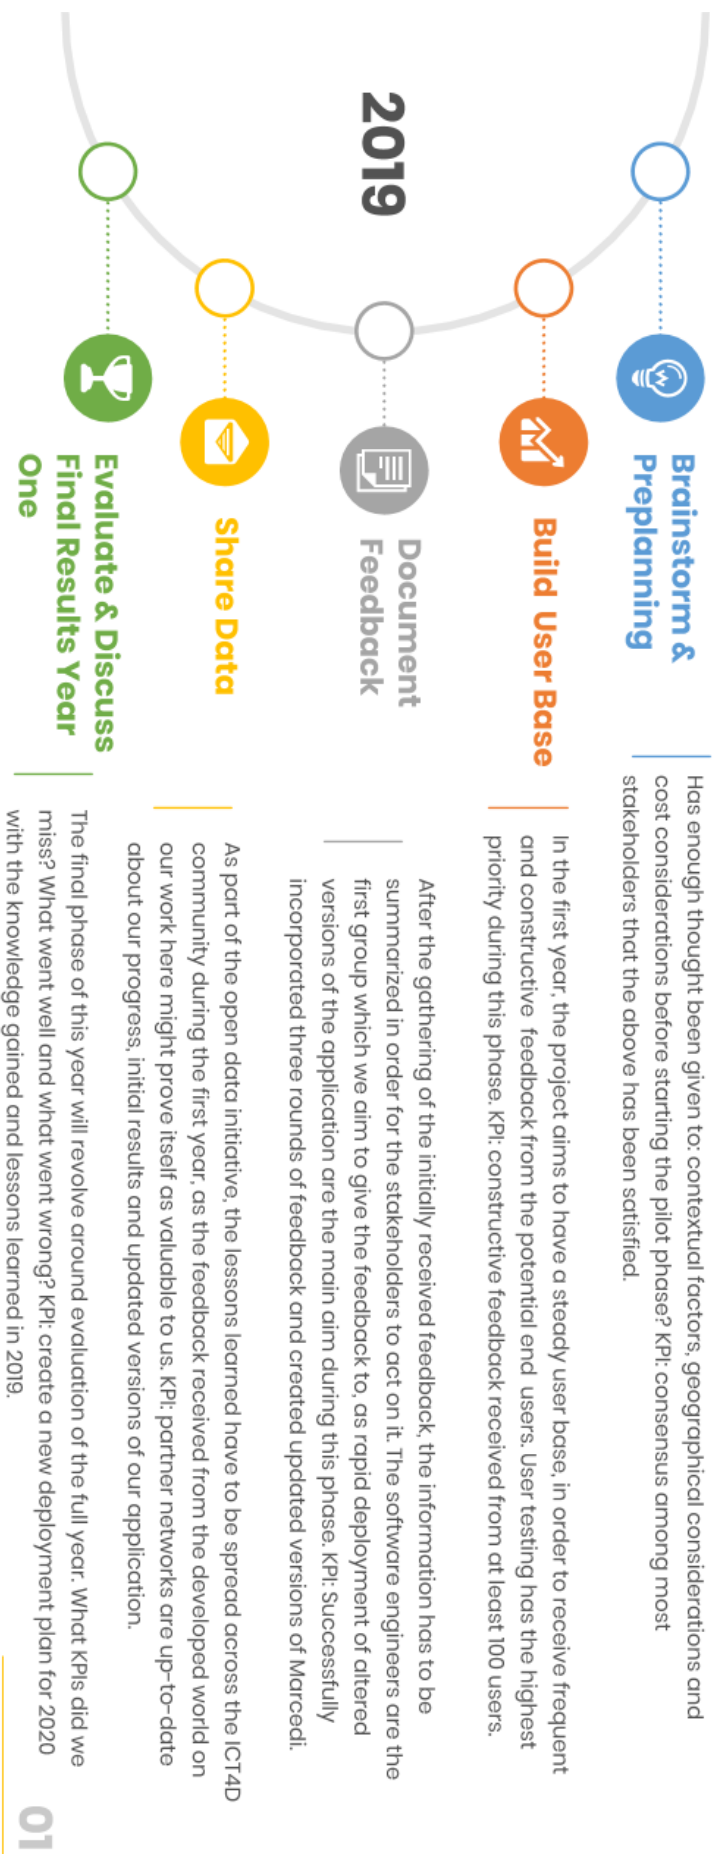 2019
Brainstorm &
Preplanning
Has enough thought been given to: contextual factors, geographical considerations and
cost considerations before starting the pilot phase? KPI: consensus among most
stakeholders that the above has been satisfied.
Build User Base
In the first year, the project aims to have a steady user base, in order to receive frequent
and constructive feedback from the potential end users. User testing has the highest
priority during this phase. KPI: constructive feedback received from at least 100 users.
Document
Feedback
After the gathering of the initially received feedback, the information has to be
summarized in order for the stakeholders to act on it. The software engineers are the
first group which we aim to give the feedback to, as rapid deployment of altered
versions of the application are the main aim during this phase. KPI: Successfully
incorporated three rounds of feedback and created updated versions of Marcedi.
Share Data
As part of the open data initiative, the lessons learned have to be spread across the ICT4D
community during the first year, as the feedback received from the developed world on
our work here might prove itself as valuable to us. KPI: partner networks are up-to-date
about our progress, initial results and updated versions of our application.
Evaluate & Discuss
Final Results Year
One
The final phase of this year will revolve around evaluation of the full year. What KPIs did we
miss? What went well and what went wrong? KPI: create a new deployment plan for 2020
with the knowledge gained and lessons learned in 2019.
01